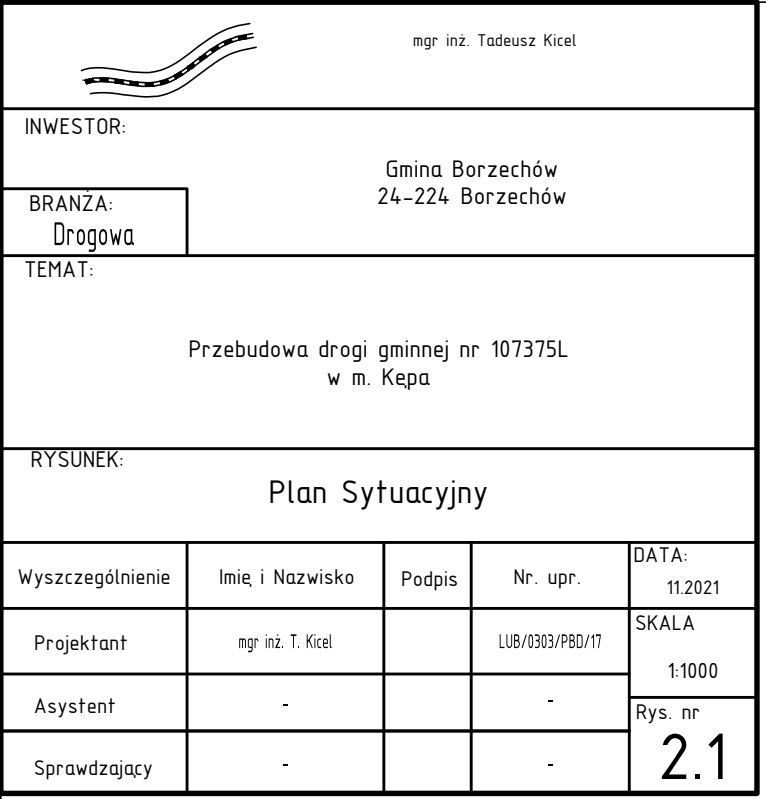 mgr inż. Tadeusz Kicel
INWESTOR:
Gmina Borzechów
24-224 Borzechów
BRANŻA:
Drogowa
TEMAT:
Przebudowa drogi gminnej nr 107375L
w m. Kępa
RYSUNEK:
Plan Sytuacyjny
Wyszczególnienie Imię i Nazwisko Podpis Nr. upr.
DATA:
11.2021
Projektant mgr inż. T. Kicel LUB/0303/PBD/17
SKALA
1:1000
Asystent - -
Rys. nr
2.1
Sprawdzający - -